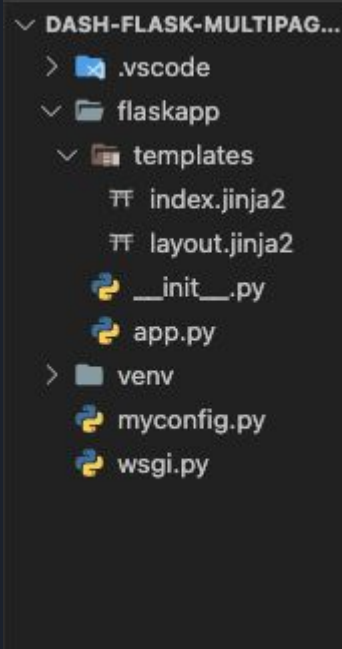 DASH-FLASK-MULTIPAG...
.vscode
flaskapp
templates
index.jinja2
layout.jinja2
__init__.py
app.py
venv
myconfig.py
wsgi.py